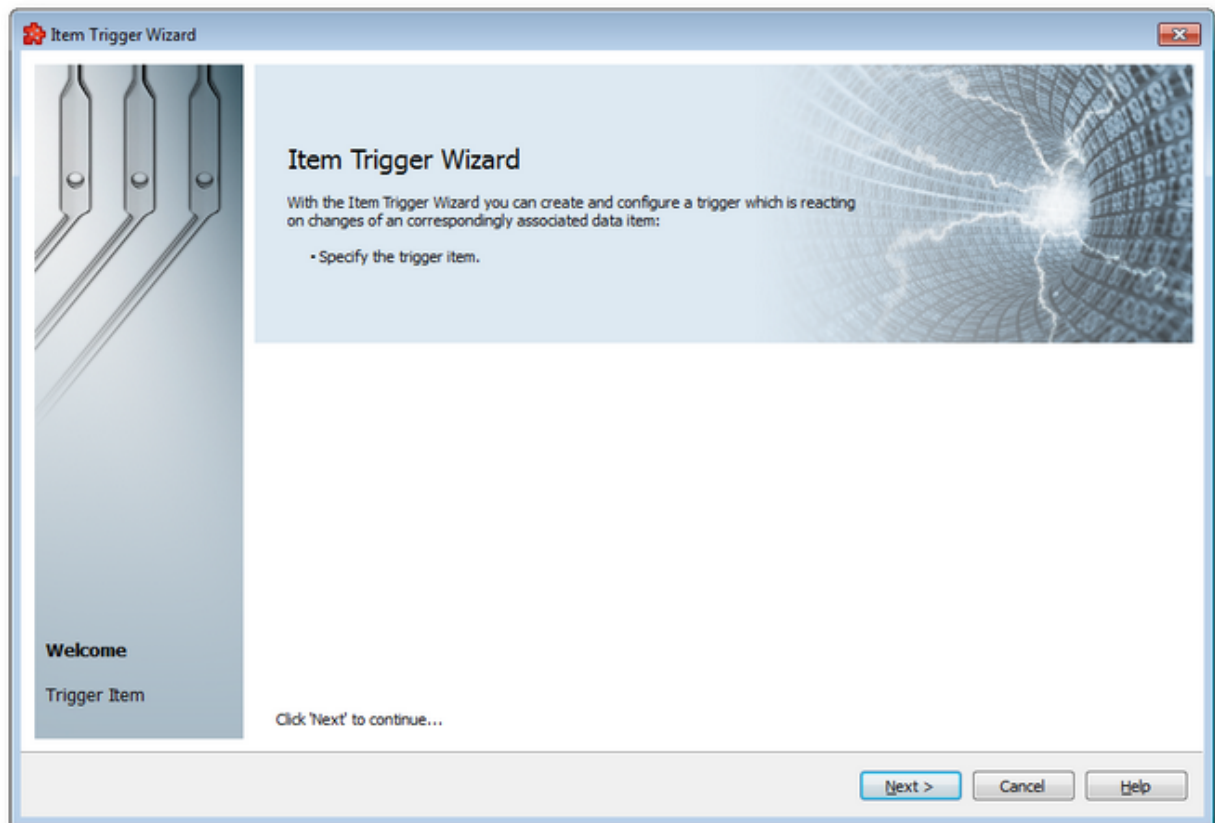 Item Trigger Wizard
Item Trigger Wizard
With the Item Trigger Wizard you can create and configure a trigger which is reacting
on changes of an correspondingly associated data item:
- Specify the trigger item.
Welcome
Trigger Item
Click 'Next' to continue...
Next > Cancel Help